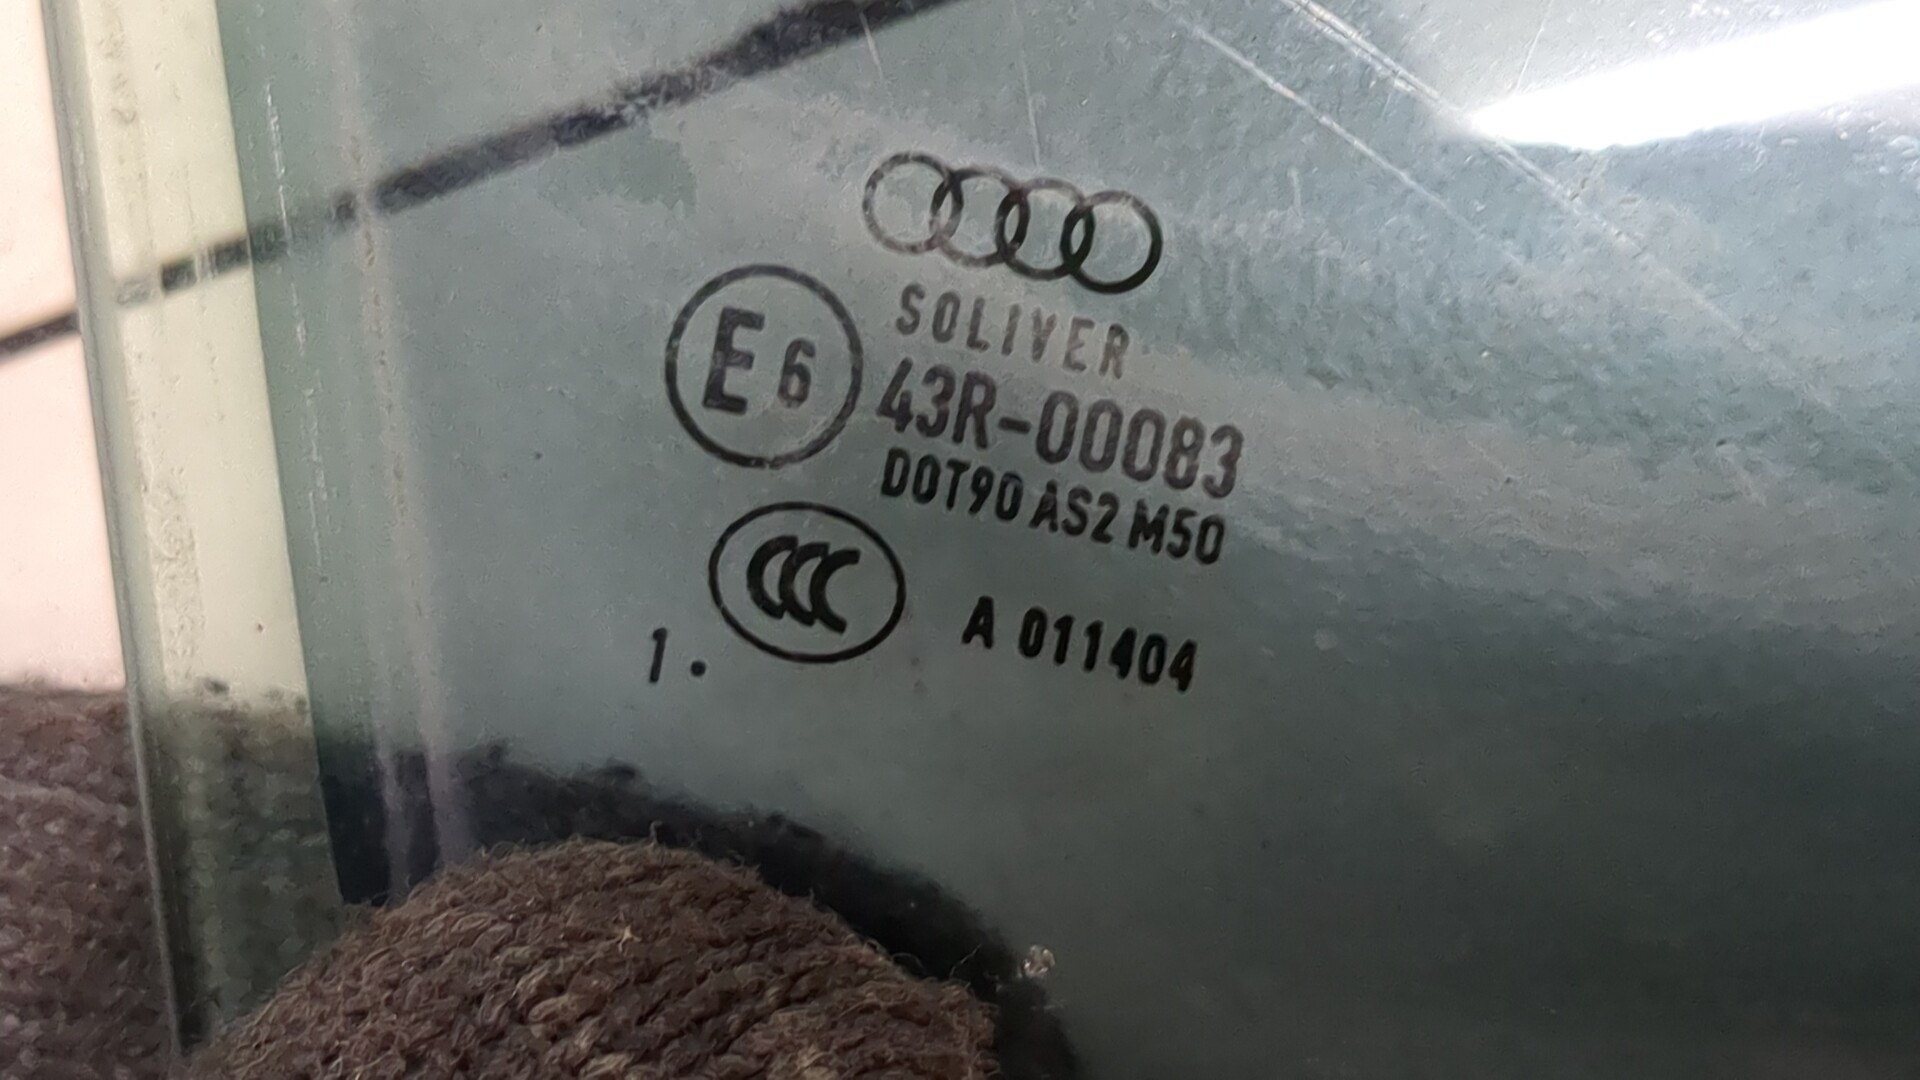 SOLIVER
E6
43R-00083
DOT90 AS2 M50
CCC
A 011404
1.